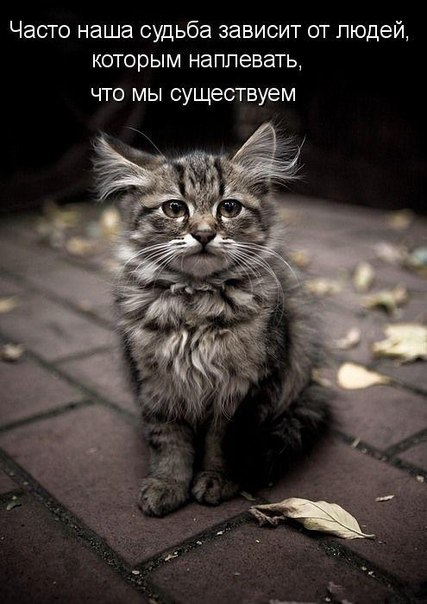 Часто наша судьба зависит от людей,
которым наплевать,
что мы существуем